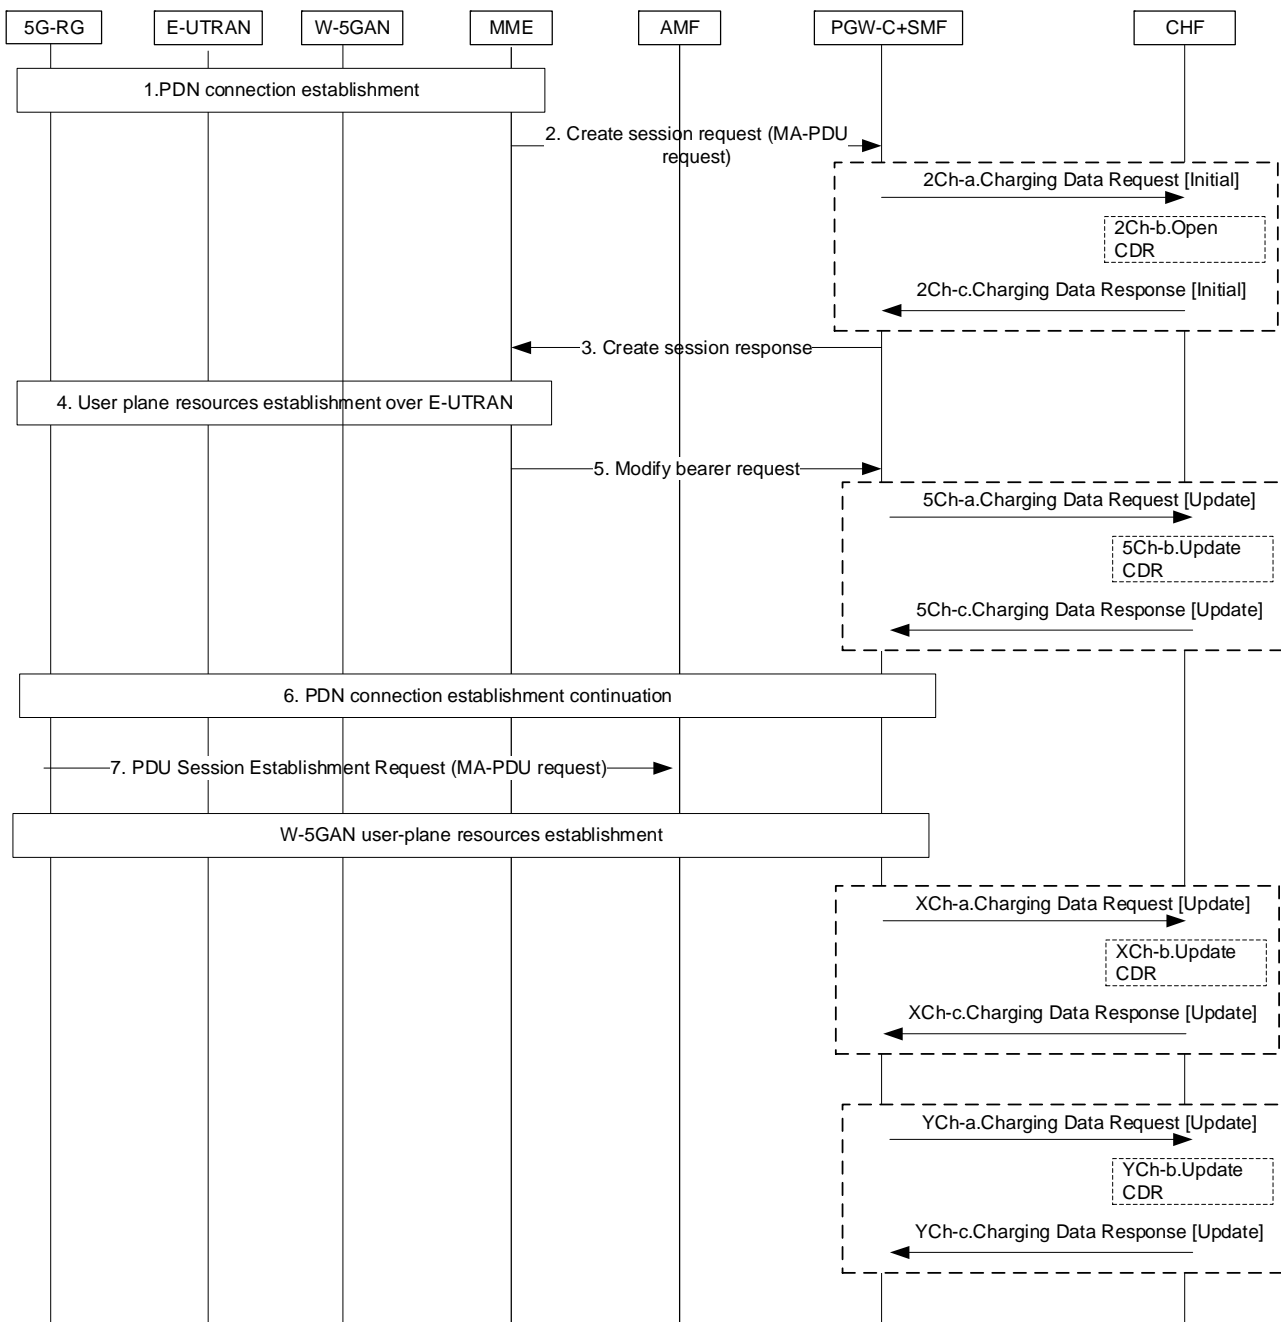 5G-RG
E-UTRAN
W-5GAN
MME
AMF
PGW-C+SMF
CHF
1.PDN connection establishment
2. Create session request (MA-PDU
request)
2Ch-a.Charging Data Request [Initial]
2Ch-b.Open
CDR
2Ch-c.Charging Data Response [Initial]
3. Create session response
4. User plane resources establishment over E-UTRAN
5. Modify bearer request
5Ch-a.Charging Data Request [Update]
5Ch-b.Update
CDR
5Ch-c.Charging Data Response [Update]
6. PDN connection establishment continuation
7. PDU Session Establishment Request (MA-PDU request)
W-5GAN user-plane resources establishment
XCh-a.Charging Data Request [Update]
XCh-b.Update
CDR
XCh-c.Charging Data Response [Update]
YCh-a.Charging Data Request [Update]
YCh-b.Update
CDR
YCh-c.Charging Data Response [Update]